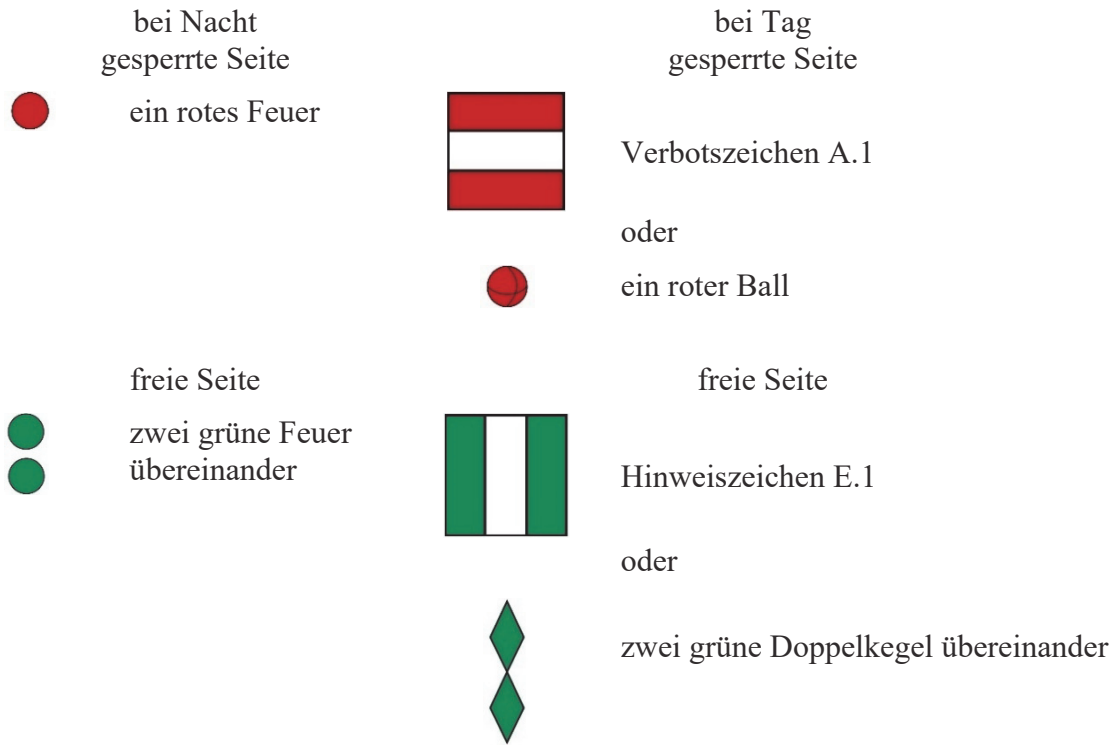 bei Nacht
gesperrte Seite
ein rotes Feuer
bei Tag
gesperrte Seite
Verbotszeichen A.1
oder
ein roter Ball
freie Seite
zwei grüne Feuer
übereinander
freie Seite
Hinweiszeichen E.1
oder
zwei grüne Doppelkegel übereinander